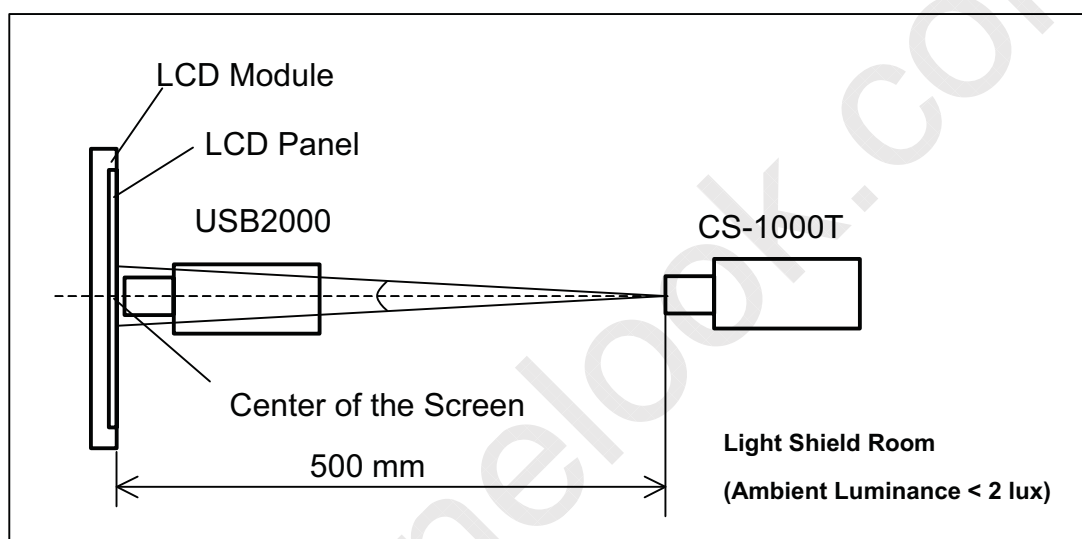 LCD Module
LCD Panel
USB2000
CS-1000T
Center of the Screen
500 mm
Light Shield Room
(Ambient Luminance < 2 lux)